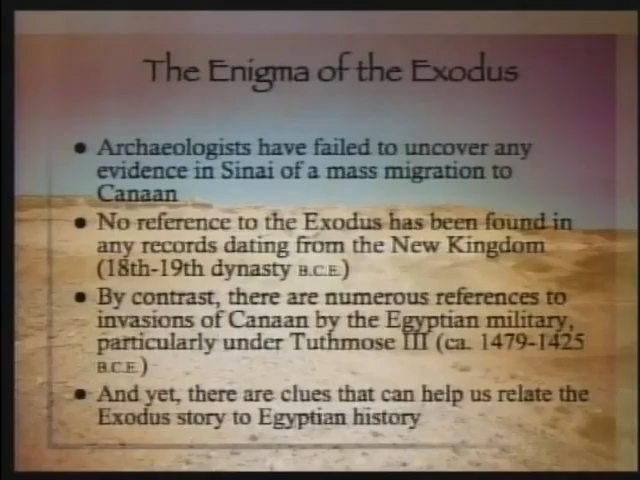 The Enigma of the Exodus
• Archaeologists have failed to uncover any
evidence in Sinai of a mass migration to
Canaan
• No reference to the Exodus has been found in
any records dating from the New Kingdom
(18th-19th dynasty B.C.E.)
• By contrast, there are numerous references to
invasions of Canaan by the Egyptian military,
particularly under Tuthmose III (ca. 1479-1425
B.C.E.)
• And yet, there are clues that can help us relate the
Exodus story to Egyptian history